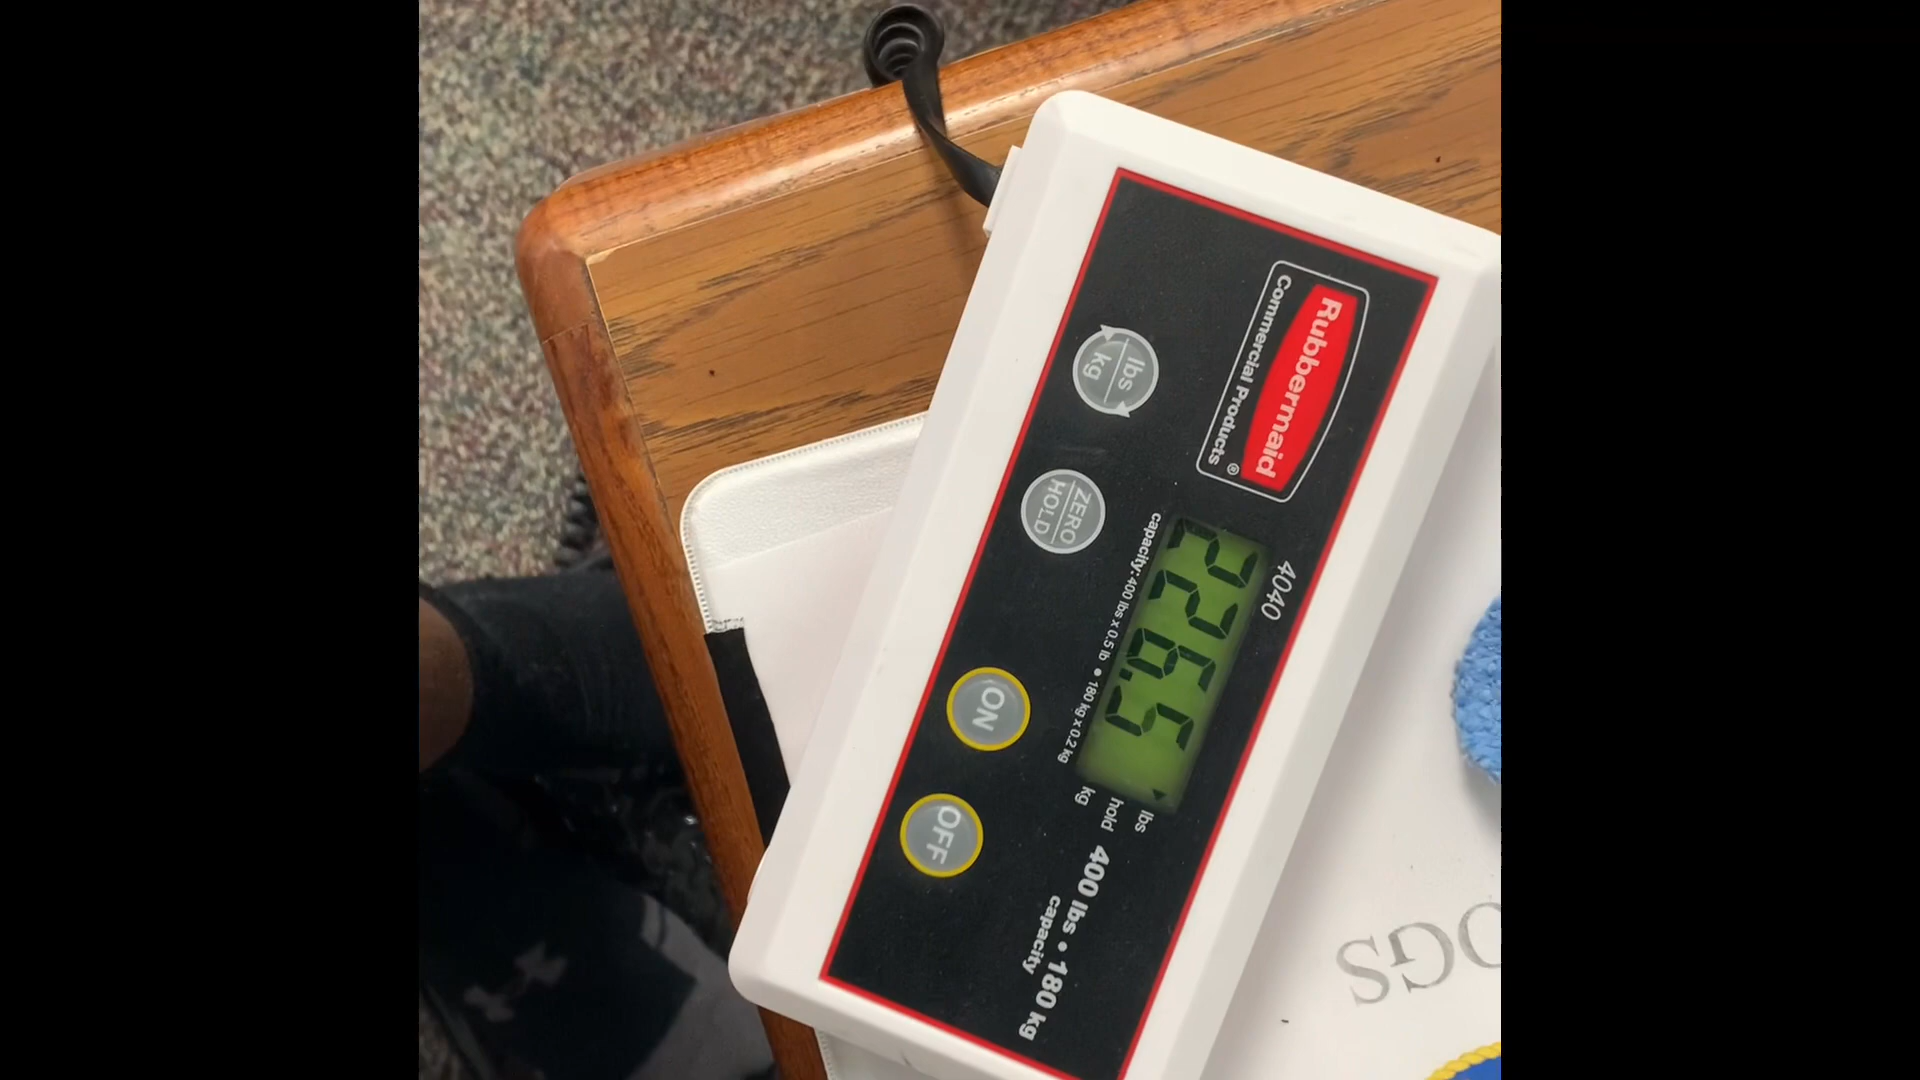 Rubbermaid
Commercial Products®
lbs
kg
ZERO
HOLD
4040
226.5
capacity: 400 lbs x 0.5 lb • 180 kg x 0.2 kg
ON
OFF
lbs
hold
kg
400 lbs • 180 kg
capacity
OGS